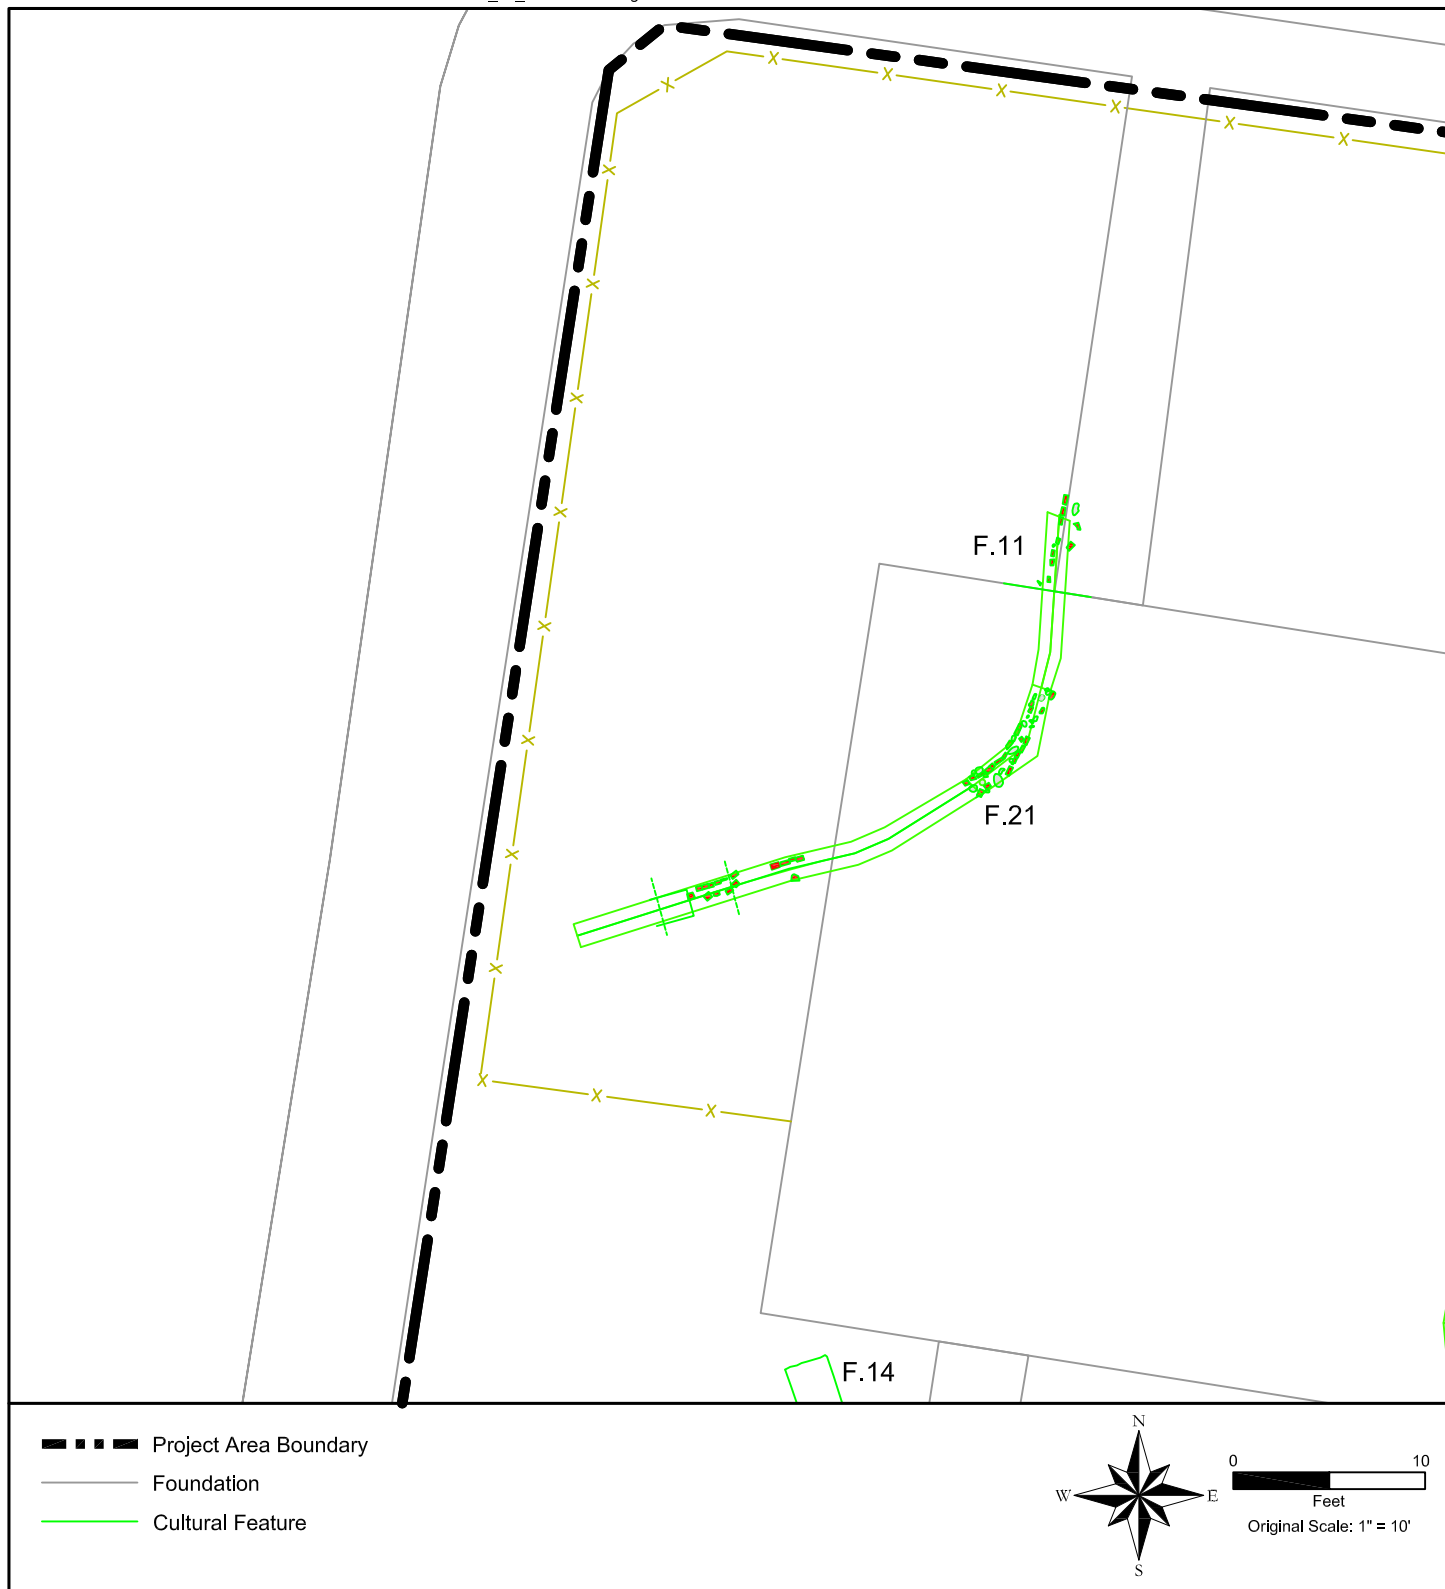 F.11
F.21
F.14
Project Area Boundary
Foundation
Cultural Feature
N
W E
S
0 10
Feet
Original Scale: 1" = 10'